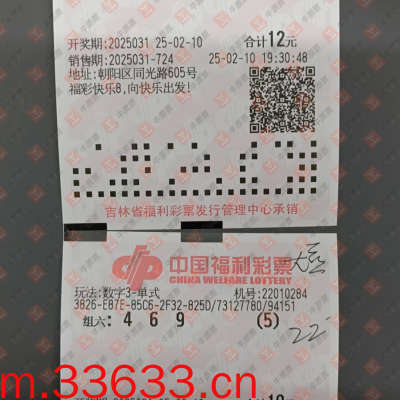 开奖期:2025031 25-02-10 合计12元
销售期:2025031-724 25-02-10 19:30:48
地址:朝阳区同光路605号
福彩快乐8,向快乐出发!
吉林省福利彩票发行管理中心承销
中国福利彩票
CHINA WELFARE LOTTERY
玩法:数字3-单式 机号:22010284
3826-E87E-85C6-2F32-825D/73127780/94151
组六: 4 6 9 (5)
22
m.33633.cn